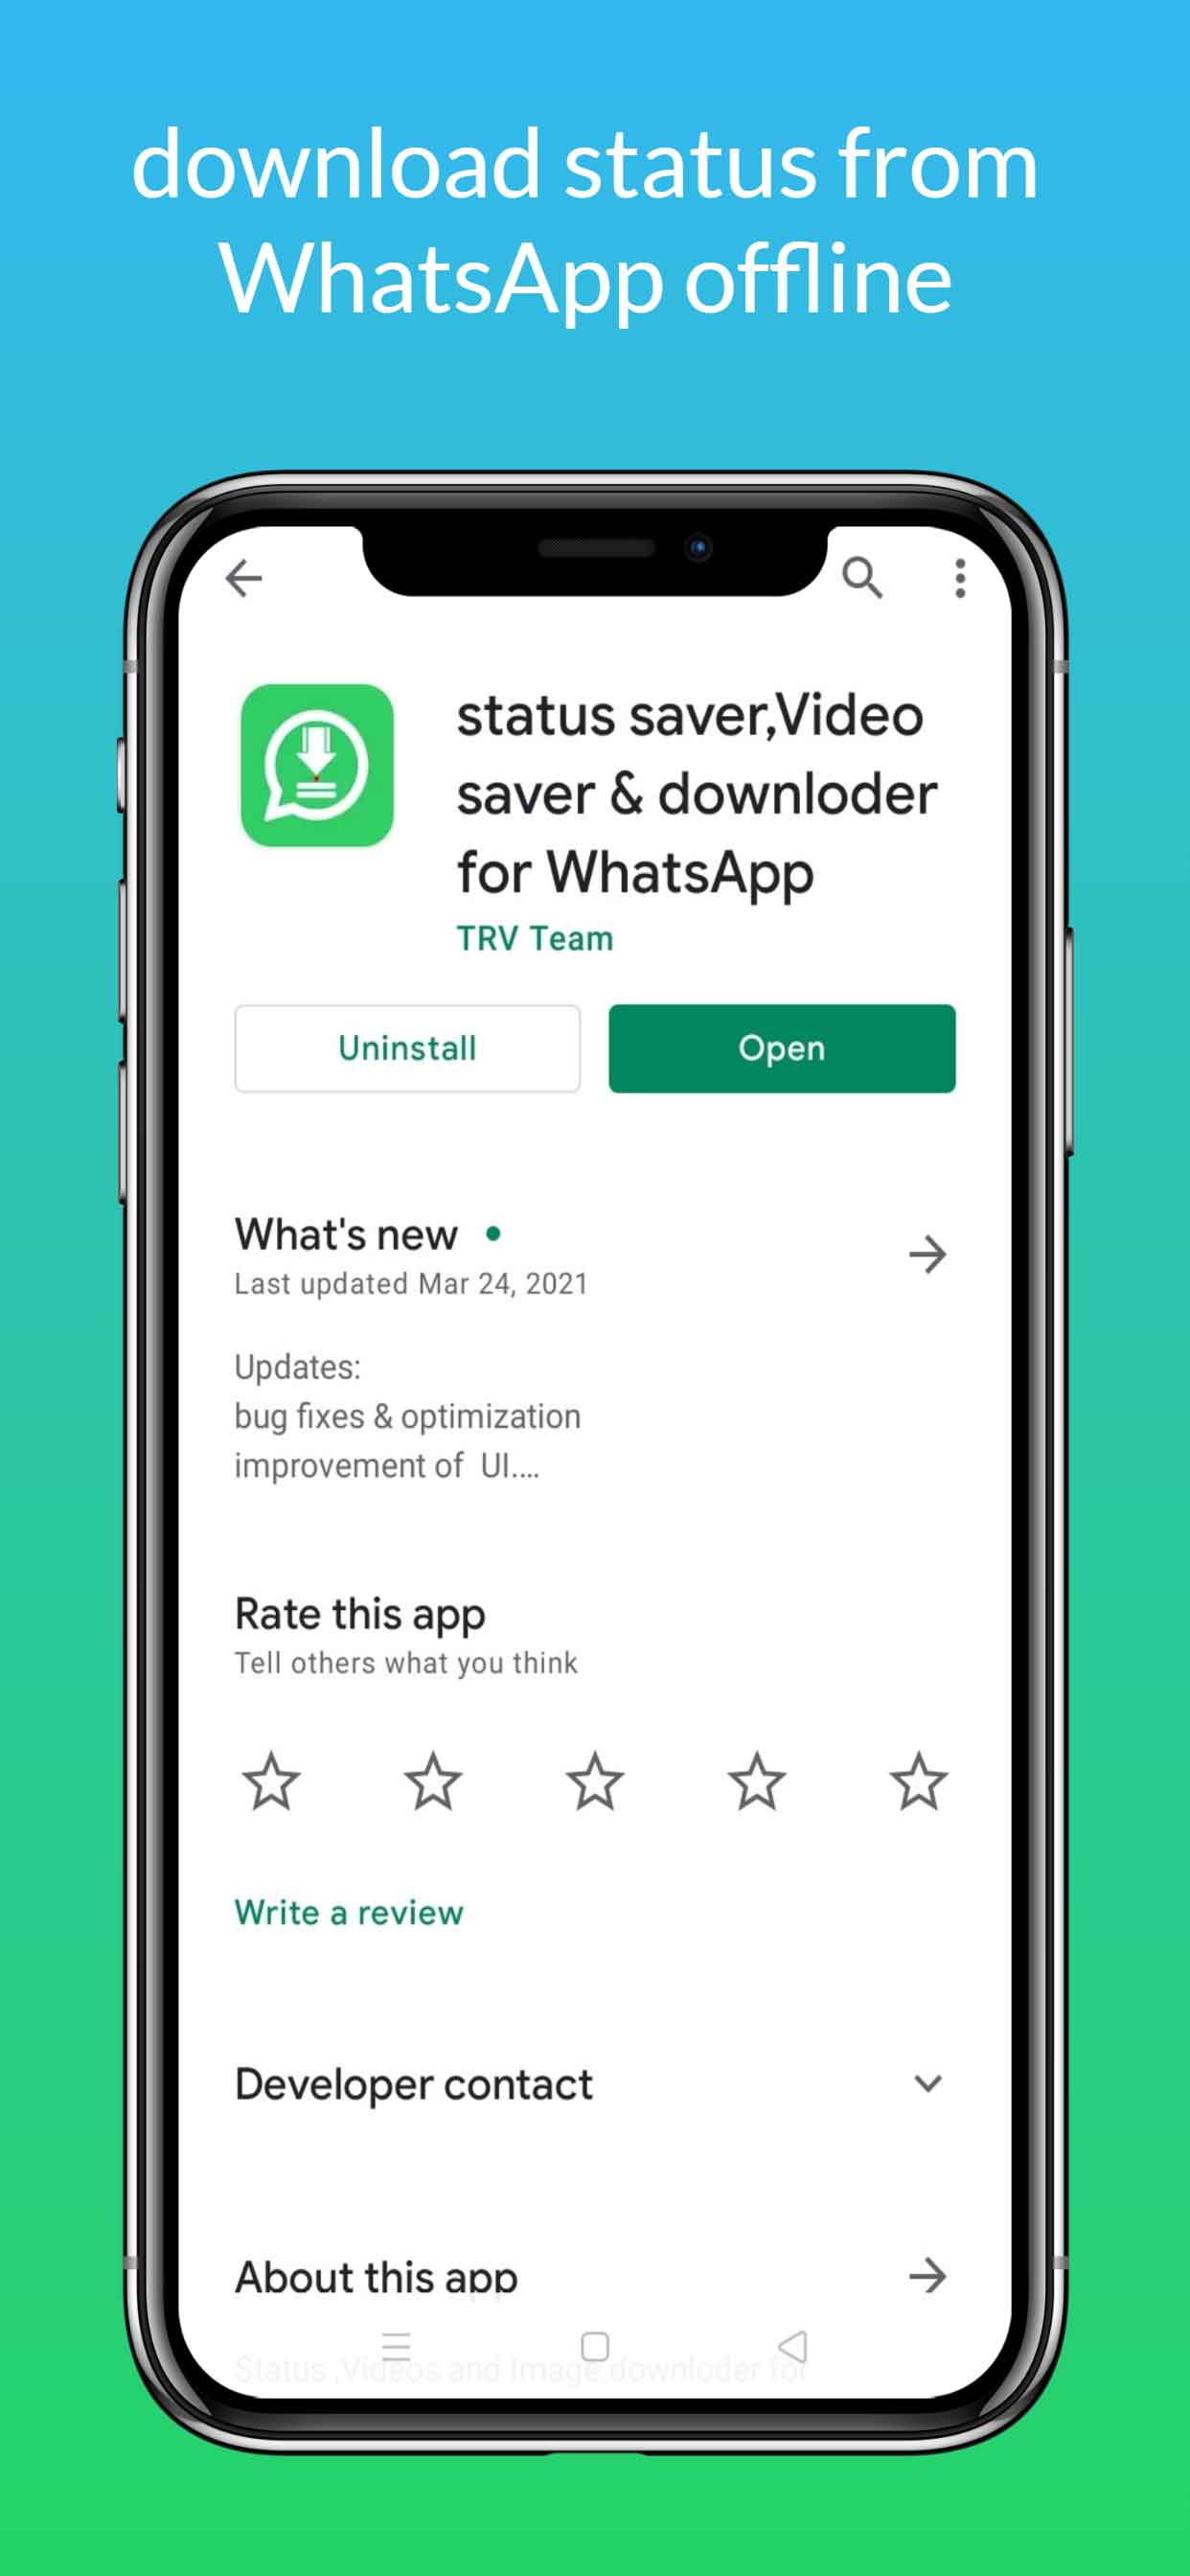 download status from
WhatsApp offline
status saver,Video
saver & downloder
for WhatsApp
TRV Team
Uninstall
Open
What's new
Last updated Mar 24, 2021
Updates:
bug fixes & optimization
improvement of  UI....
Rate this app
Tell others what you think
Write a review
Developer contact
About this app
Status ,Videos and Image downloder for